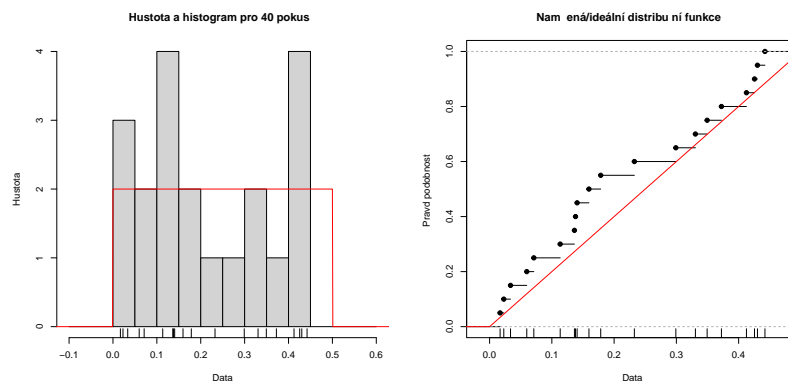 Hustota a histogram pro 40 pokus
Hustota
4
3
2
1
0
−0.1 0.0 0.1 0.2 0.3 0.4 0.5 0.6
Data
Nam ená/ideální distribu ní funkce
Pravd podobnost
1.0
0.8
0.6
0.4
0.2
0.0
0.0 0.1 0.2 0.3 0.4
Data